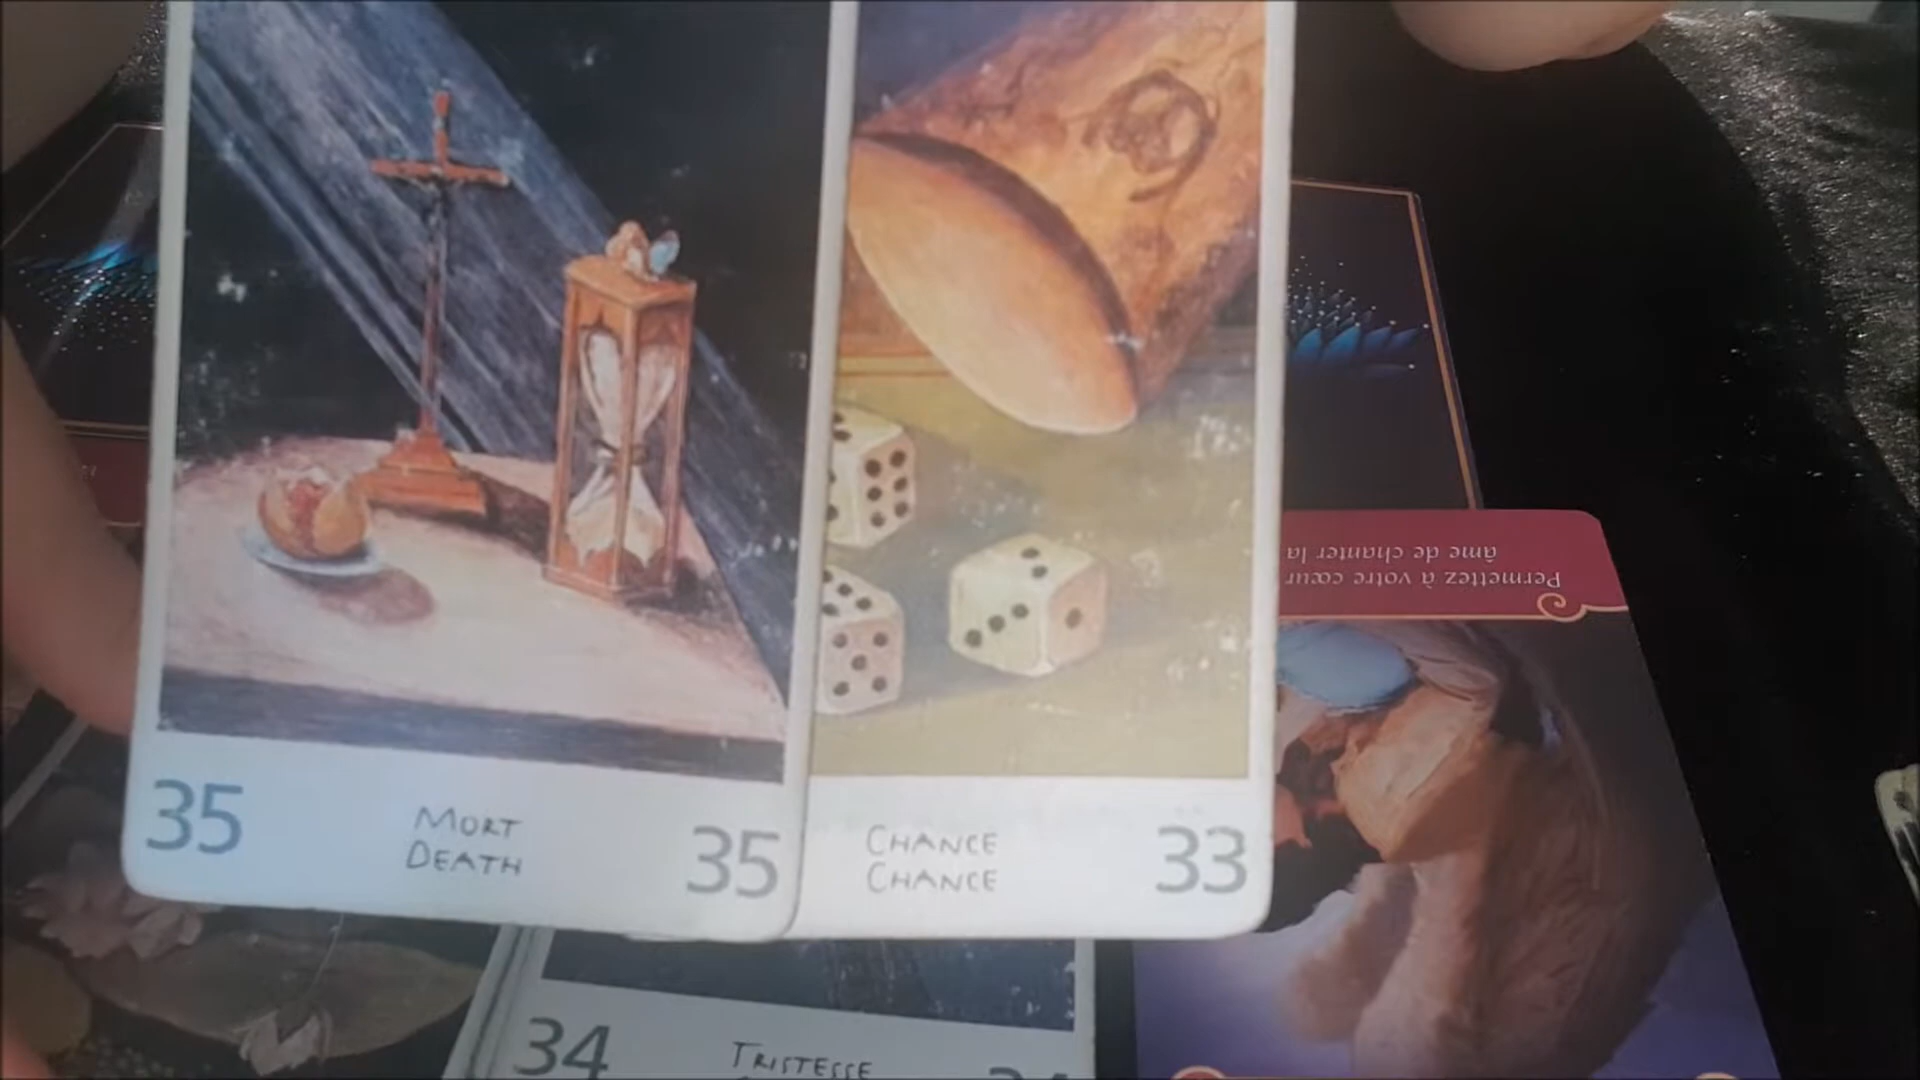 35 MORT 35
DEATH
CHANCE 33
CHANCE
Permettez à votre cœur
âme de chanter la
34 TRISTESSE